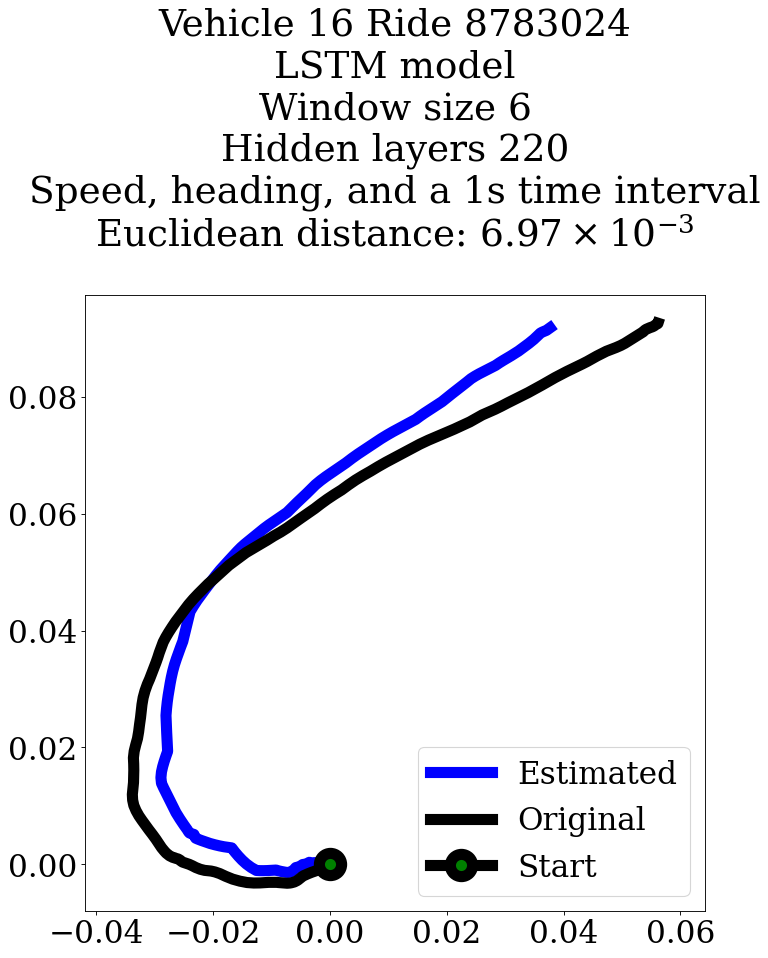 Vehicle 16 Ride 8783024
LSTM model
Window size 6
Hidden layers 220
Speed, heading, and a 1s time interval
Euclidean distance: 6.97 × 10⁻³
0.08
0.06
0.04
0.02
0.00
Estimated
Original
Start
−0.04 −0.02 0.00 0.02 0.04 0.06